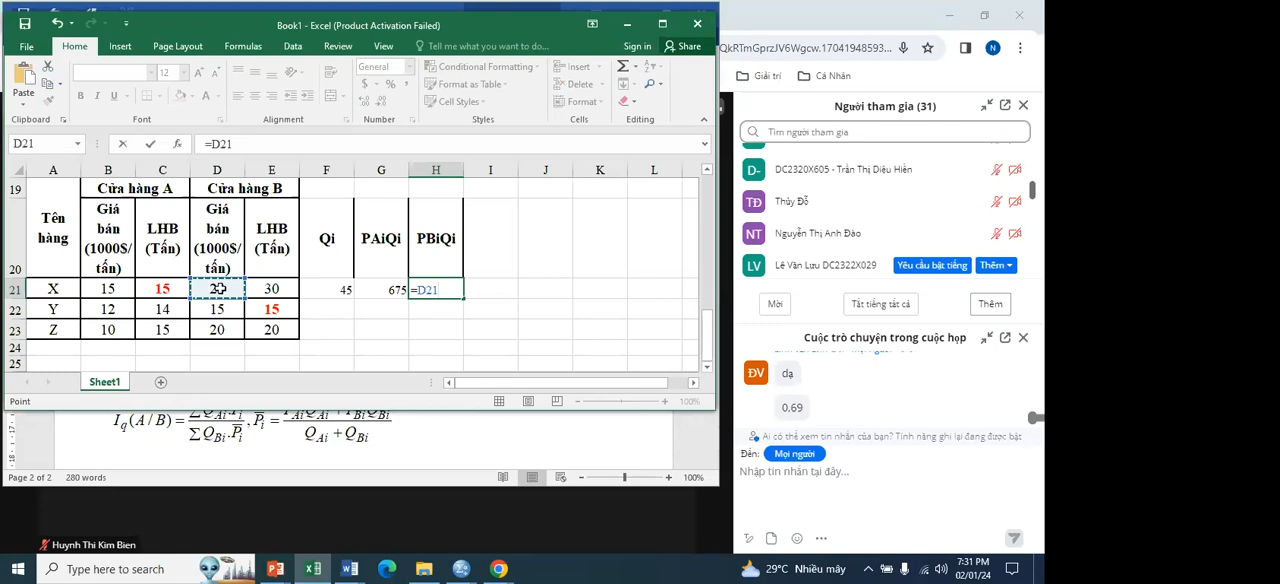 Book1 - Excel (Product Activation Failed)
File Home Insert Page Layout Formulas Data Review View Tell me what you want to do... Sign in Share
Paste
12
B I U
General
$ % ,
Conditional Formatting
Format as Table
Cell Styles
Insert
Delete
Format
Clipboard Font Alignment Number Styles Cells Editing
D21 =D21
A B C D E F G H I J K L
19 Cửa hàng A Cửa hàng B
20 Tên hàng Giá bán (1000$/ tấn) LHB (Tấn) Giá bán (1000$/ tấn) LHB (Tấn) Qi PAiQi PBiQi
21 X 15 15 30 45 675 =D21
22 Y 12 14 15 15
23 Z 10 15 20 20
24
25
Sheet1
Point 100%
Page 2 of 2 280 words 100%
Huynh Thi Kim Bien
QkRTmGprzJV6Wgcw.17041948593...
N
Giải trí Cá Nhân
Người tham gia (31)
Tìm người tham gia
D- DC2320X605 - Trần Thị Diệu Hiền
TĐ Thủy Đỗ
NT Nguyễn Thị Anh Đào
LV Lê Văn Lưu DC2322X029 Yêu cầu bật tiếng Thêm
Mời Tắt tiếng tất cả Thêm
Cuộc trò chuyện trong cuộc họp
ĐV dạ
0,69
Ai có thể xem tin nhắn của bạn? Tính năng ghi lại đang được bật
Đến: Mọi người
Nhập tin nhắn tại đây...
Type here to search
29°C Nhiều mây
7:31 PM
02/01/24